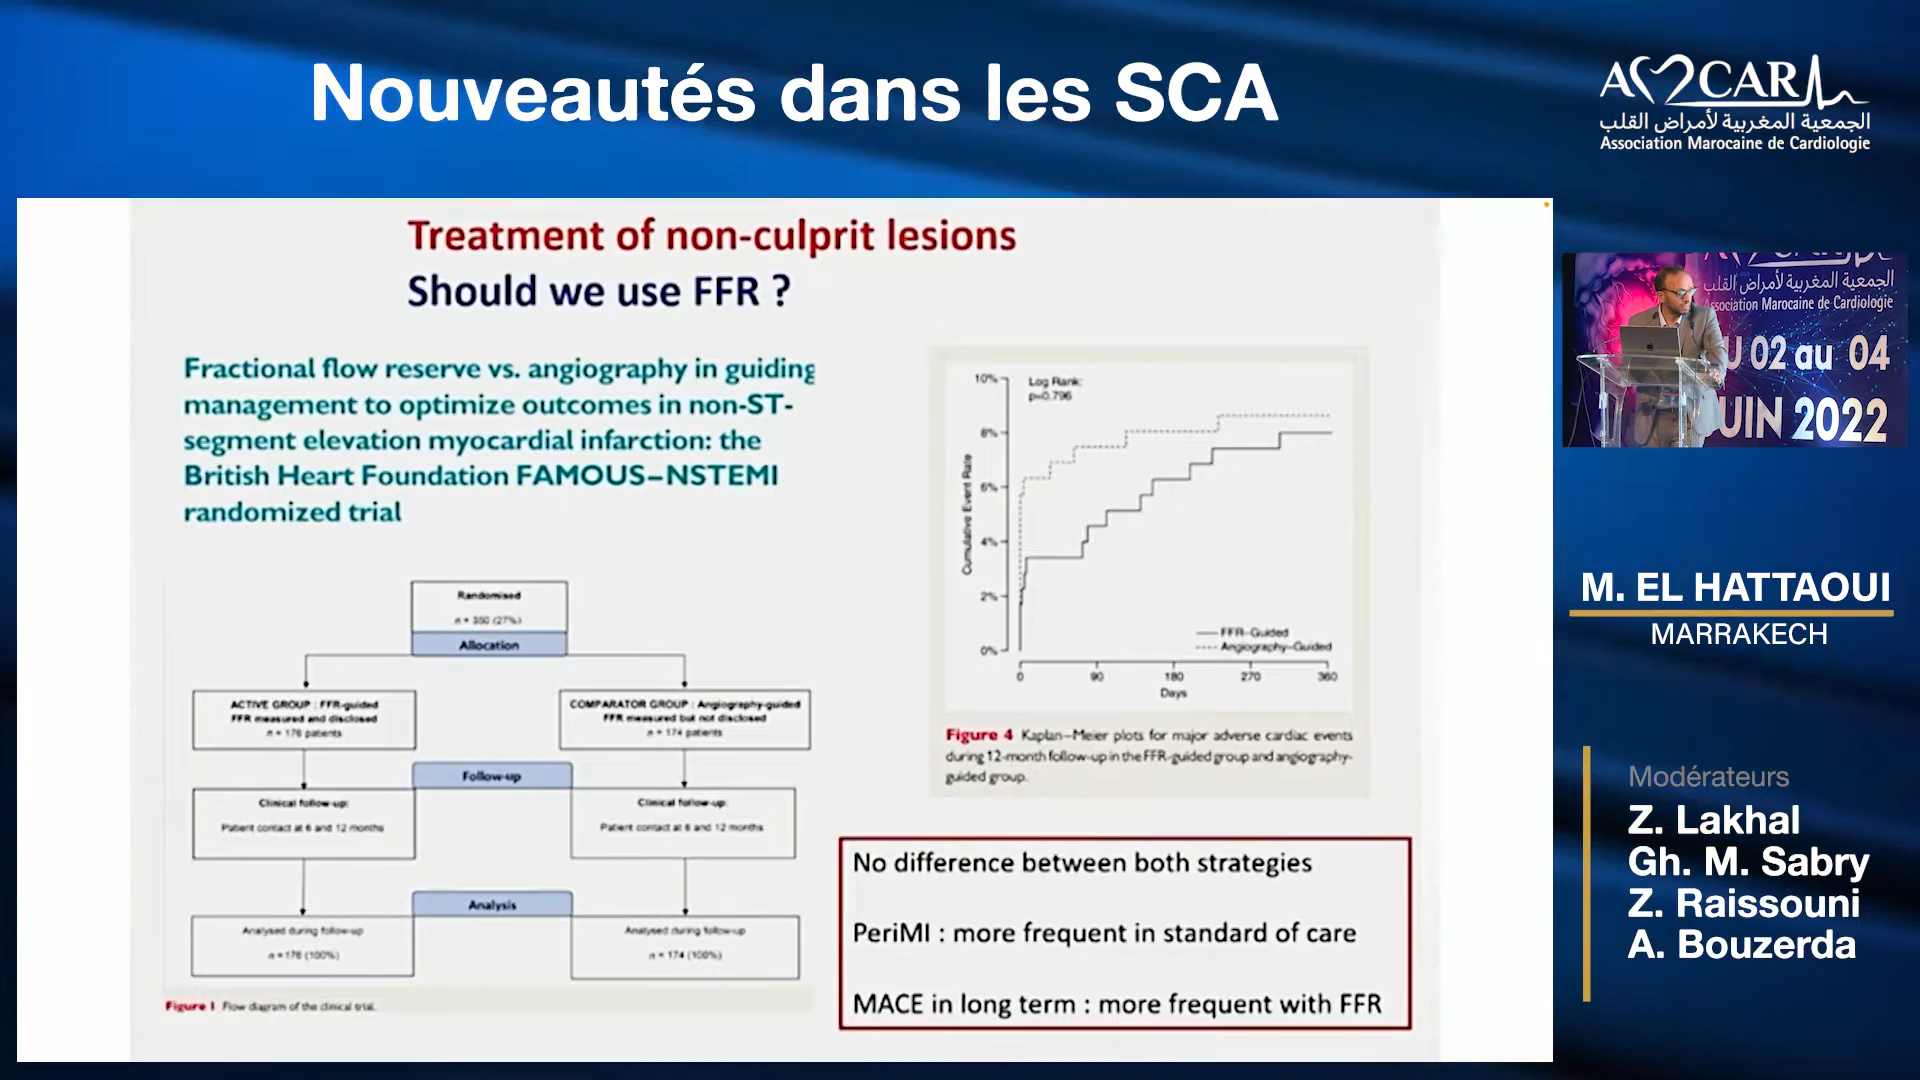 Nouveautés dans les SCA
AMCAR
الجمعية المغربية لأمراض القلب
Association Marocaine de Cardiologie
Treatment of non-culprit lesions
Should we use FFR ?
Fractional flow reserve vs. angiography in guiding
management to optimize outcomes in non-ST-
segment elevation myocardial infarction: the
British Heart Foundation FAMOUS–NSTEMI
randomized trial
Randomised
n = 350 (27%)
Allocation
ACTIVE GROUP : FFR-guided
FFR measured and disclosed
n = 176 patients
COMPARATOR GROUP : Angiography-guided
FFR measured but not disclosed
n = 174 patients
Follow-up
Clinical follow-up:
Patient contact at 6 and 12 months
Clinical follow-up:
Patient contact at 6 and 12 months
Analysis
Analysed during follow-up
n = 176 (100%)
Analysed during follow-up
n = 174 (100%)
Figure 1 Flow diagram of the clinical trial.
Log Rank:
p=0.796
Cumulative Event Rate
10%
8%
6%
4%
2%
0%
FFR-Guided
Angiography-Guided
0 90 180 270 360
Days
Figure 4 Kaplan–Meier plots for major adverse cardiac events
during 12-month follow-up in the FFR-guided group and angiography-
guided group.
No difference between both strategies
PeriMI : more frequent in standard of care
MACE in long term : more frequent with FFR
الجمعية المغربية لأمراض القلب
Association Marocaine de Cardiologie
U 02 au 04
UIN 2022
M. EL HATTAOUI
MARRAKECH
Modérateurs
Z. Lakhal
Gh. M. Sabry
Z. Raissouni
A. Bouzerda